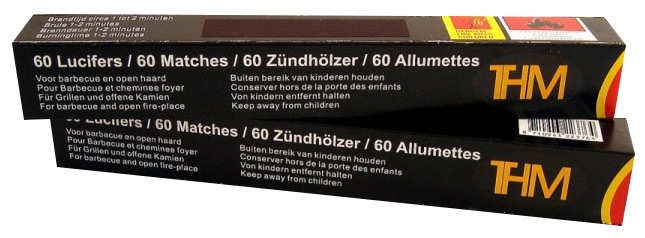 Brandtijd circa 1 tot 2 minuten
Brule 1-2 minutes
Brenndauer 1-2 minuten
Burningtime 1-2 minutes
60 Lucifers / 60 Matches / 60 Zündhölzer / 60 Allumettes
Voor barbecue en open haard
Pour Barbecue et cheminee foyer
Für Grillen und offene Kamien
For barbecue and open fire-place
Buiten bereik van kinderen houden
Conserver hors de la porte des enfants
Von kindern entfernt halten
Keep away from children
THM
60 Lucifers / 60 Matches / 60 Zündhölzer / 60 Allumettes
Voor barbecue en open haard
Pour Barbecue et cheminee foyer
Für Grillen und offene Kamien
For barbecue and open fire-place
Buiten bereik van kinderen houden
Conserver hors de la porte des enfants
Von kindern entfernt halten
Keep away from children
THM